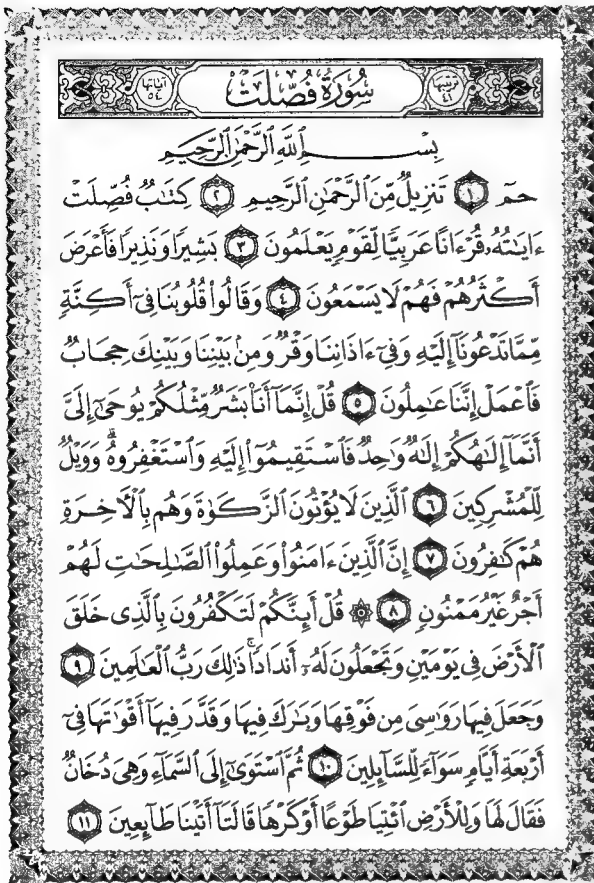 ترتيبها ٤١ سُورَةُ فُصِّلَتْ آياتها ٥٤
بِسْمِ ٱللَّهِ ٱلرَّحْمَٰنِ ٱلرَّحِيمِ
حمٓ ١ تَنزِيلٌ مِّنَ ٱلرَّحْمَٰنِ ٱلرَّحِيمِ ٢ كِتَٰبٌ فُصِّلَتْ
ءَايَٰتُهُۥ قُرْءَانًا عَرَبِيًّا لِّقَوْمٍ يَعْلَمُونَ ٣ بَشِيرًا وَنَذِيرًا فَأَعْرَضَ
أَكْثَرُهُمْ فَهُمْ لَا يَسْمَعُونَ ٤ وَقَالُوا۟ قُلُوبُنَا فِىٓ أَكِنَّةٍ
مِّمَّا تَدْعُونَآ إِلَيْهِ وَفِىٓ ءَاذَانِنَا وَقْرٌ وَمِنۢ بَيْنِنَا وَبَيْنِكَ حِجَابٌ
فَٱعْمَلْ إِنَّنَا عَٰمِلُونَ ٥ قُلْ إِنَّمَآ أَنَا۠ بَشَرٌ مِّثْلُكُمْ يُوحَىٰٓ إِلَىَّ
أَنَّمَآ إِلَٰهُكُمْ إِلَٰهٌ وَٰحِدٌ فَٱسْتَقِيمُوٓا۟ إِلَيْهِ وَٱسْتَغْفِرُوهُ ۗ وَوَيْلٌ
لِّلْمُشْرِكِينَ ٦ ٱلَّذِينَ لَا يُؤْتُونَ ٱلزَّكَوٰةَ وَهُم بِٱلْأَخِرَةِ
هُمْ كَٰفِرُونَ ٧ إِنَّ ٱلَّذِينَ ءَامَنُوا۟ وَعَمِلُوا۟ ٱلصَّٰلِحَٰتِ لَهُمْ
أَجْرٌ غَيْرُ مَمْنُونٍ ٨ ۞ قُلْ أَئِنَّكُمْ لَتَكْفُرُونَ بِٱلَّذِى خَلَقَ
ٱلْأَرْضَ فِى يَوْمَيْنِ وَتَجْعَلُونَ لَهُۥٓ أَندَادًا ۚ ذَٰلِكَ رَبُّ ٱلْعَٰلَمِينَ ٩
وَجَعَلَ فِيهَا رَوَٰسِىَ مِن فَوْقِهَا وَبَٰرَكَ فِيهَا وَقَدَّرَ فِيهَآ أَقْوَٰتَهَا فِىٓ
أَرْبَعَةِ أَيَّامٍ سَوَآءً لِّلسَّآئِلِينَ ١٠ ثُمَّ ٱسْتَوَىٰٓ إِلَى ٱلسَّمَآءِ وَهِىَ دُخَانٌ
فَقَالَ لَهَا وَلِلْأَرْضِ ٱئْتِيَا طَوْعًا أَوْ كَرْهًا قَالَتَآ أَتَيْنَا طَآئِعِينَ ١١